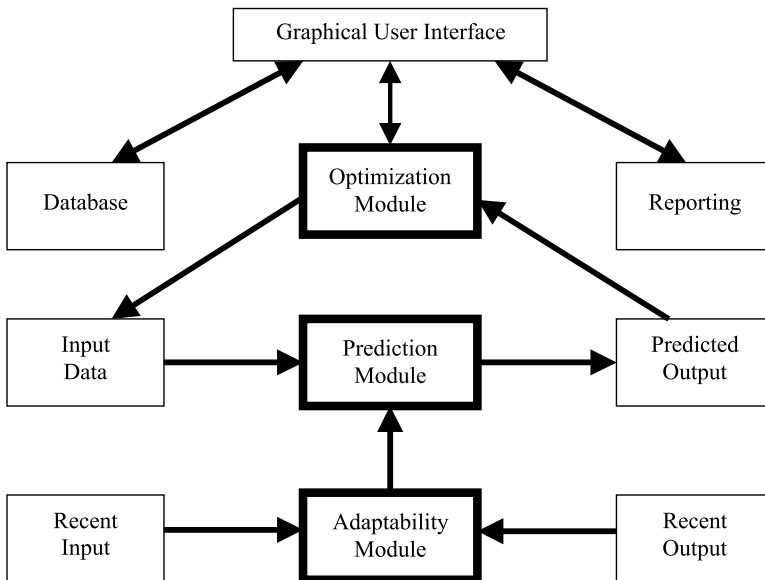 Graphical User Interface
Database
Optimization
Module
Reporting
Input
Data
Prediction
Module
Predicted
Output
Recent
Input
Adaptability
Module
Recent
Output